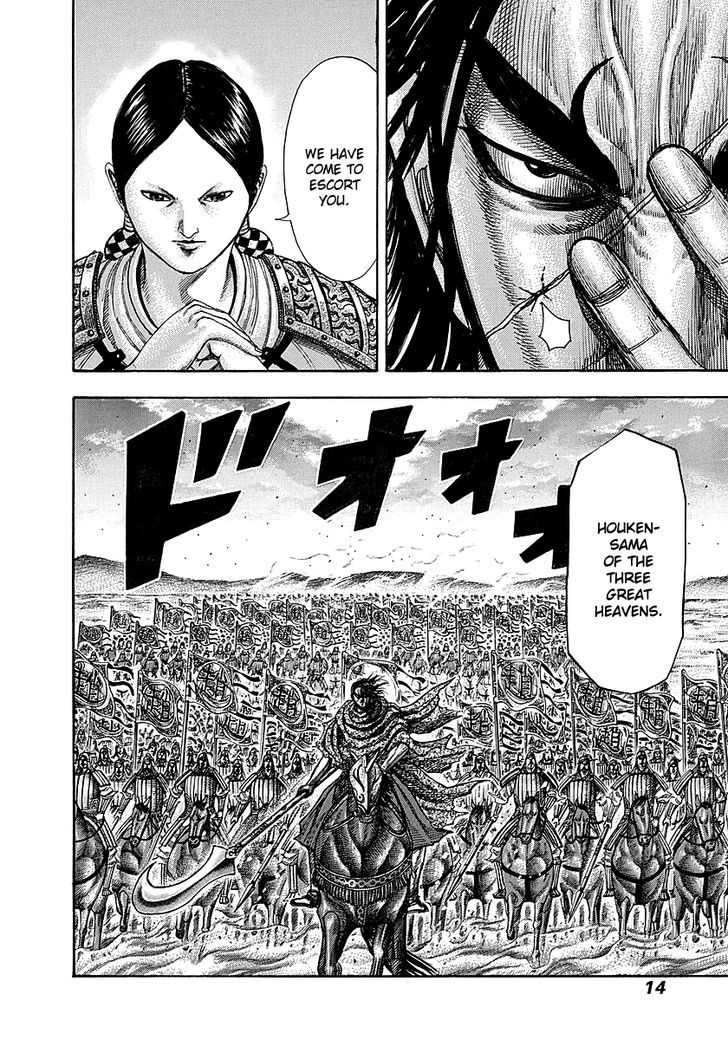 WE HAVE
COME TO
ESCORT
YOU.
HOUKEN-
SAMA
OF THE
THREE
GREAT
HEAVENS.
ドオオオ
14